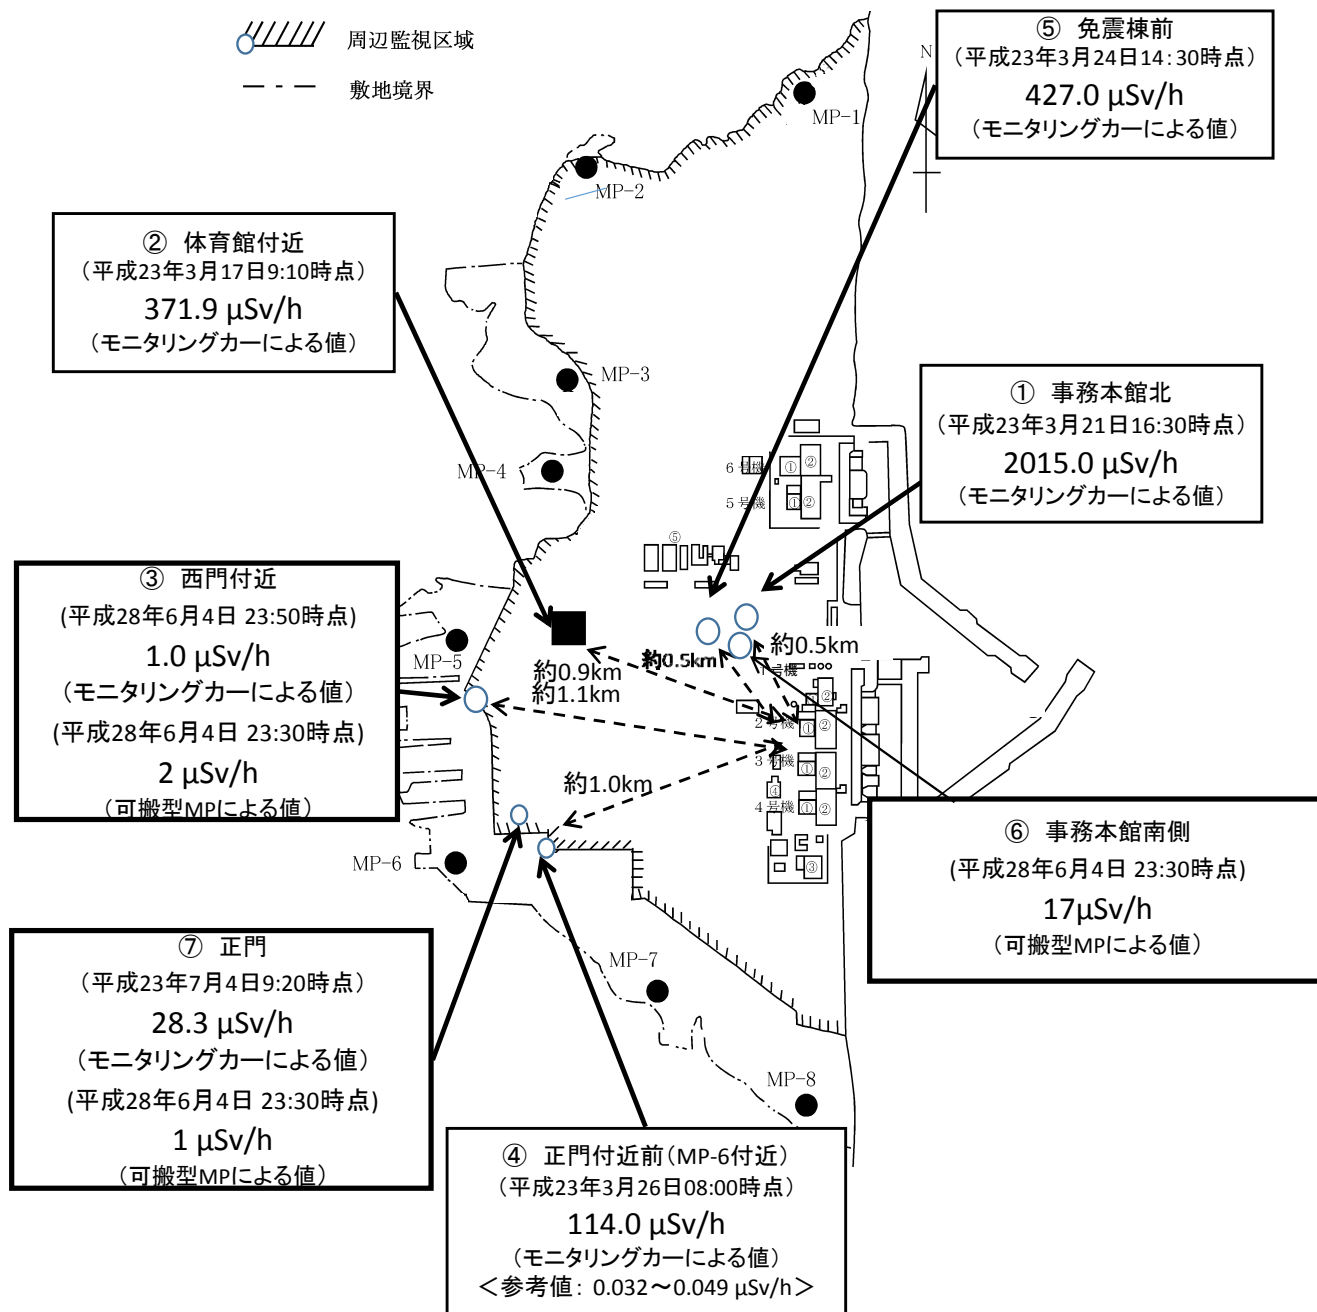 周辺監視区域
敷地境界
⑤ 免震棟前
（平成23年3月24日14:30時点）
427.0 μSv/h
（モニタリングカーによる値）
N
MP-1
MP-2
② 体育館付近
（平成23年3月17日9:10時点）
371.9 μSv/h
（モニタリングカーによる値）
MP-3
MP-4
① 事務本館北
（平成23年3月21日16:30時点）
2015.0 μSv/h
（モニタリングカーによる値）
6号機
①
②
5号機
①
②
⑤
③ 西門付近
(平成28年6月4日 23:50時点)
1.0 μSv/h
（モニタリングカーによる値）
(平成28年6月4日 23:30時点)
2 μSv/h
（可搬型MPによる値）
MP-5
約0.9km
約1.1km
約0.5km
約0.5km
1号機
②
2号機
①
②
3号機
①
②
④
4号機
①
②
③
約1.0km
MP-6
⑥ 事務本館南側
(平成28年6月4日 23:30時点)
17μSv/h
（可搬型MPによる値）
⑦ 正門
（平成23年7月4日9:20時点）
28.3 μSv/h
（モニタリングカーによる値）
(平成28年6月4日 23:30時点)
1 μSv/h
（可搬型MPによる値）
MP-7
MP-8
④ 正門付近前（MP-6付近）
（平成23年3月26日08:00時点）
114.0 μSv/h
（モニタリングカーによる値）
＜参考値: 0.032～0.049 μSv/h＞